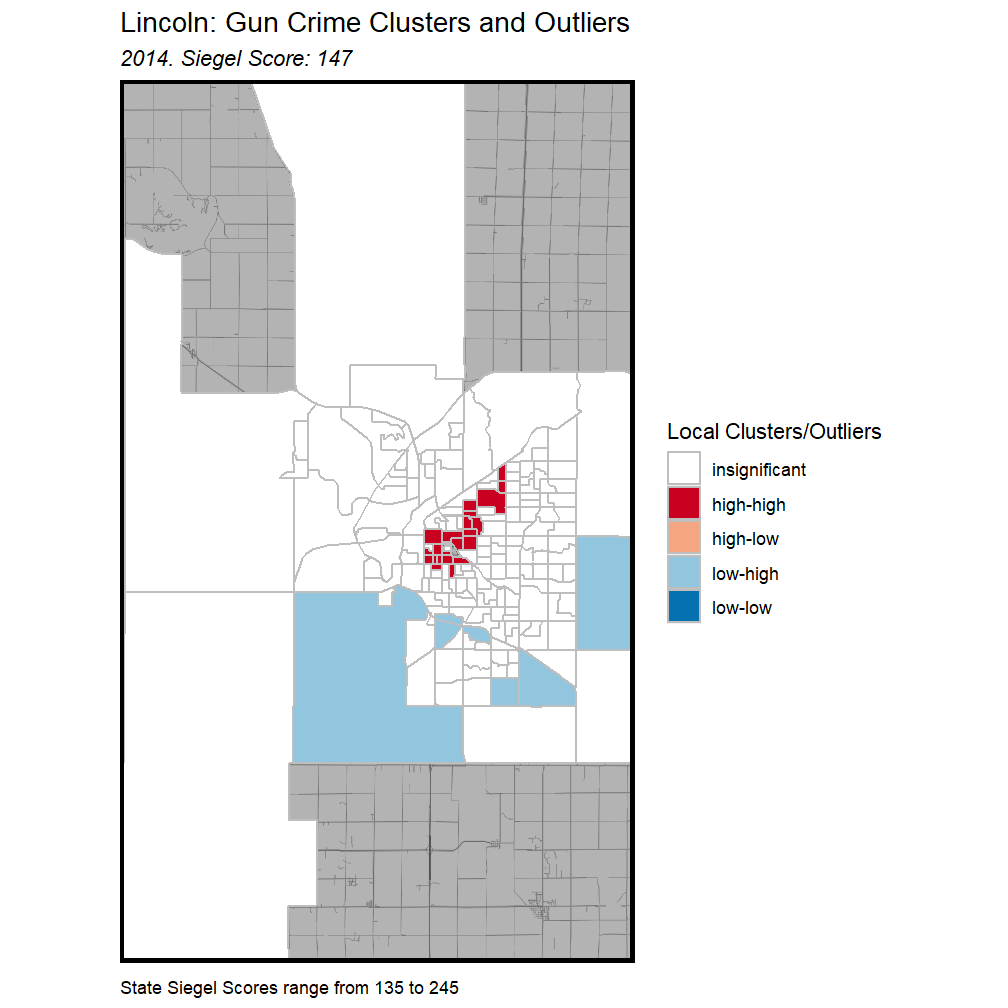 Lincoln: Gun Crime Clusters and Outliers
2014. Siegel Score: 147
Local Clusters/Outliers
insignificant
high-high
high-low
low-high
low-low
State Siegel Scores range from 135 to 245